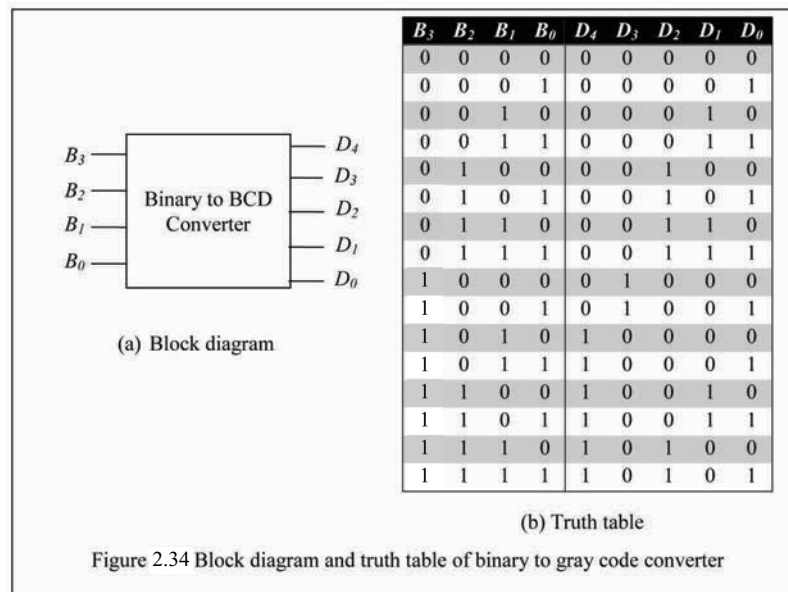 B3 B2 B1 B0 D4 D3 D2 D1 D0
0 0 0 0 0 0 0 0 0
0 0 0 1 0 0 0 0 1
0 0 1 0 0 0 0 1 0
0 0 1 1 0 0 0 1 1
0 1 0 0 0 0 1 0 0
0 1 0 1 0 0 1 0 1
0 1 1 0 0 0 1 1 0
0 1 1 1 0 0 1 1 1
1 0 0 0 0 1 0 0 0
1 0 0 1 0 1 0 0 1
1 0 1 0 1 0 0 0 0
1 0 1 1 1 0 0 0 1
1 1 0 0 1 0 0 1 0
1 1 0 1 1 0 0 1 1
1 1 1 0 1 0 1 0 0
1 1 1 1 1 0 1 0 1
B3
B2
B1
B0
Binary to BCD
Converter
D4
D3
D2
D1
D0
(a) Block diagram
(b) Truth table
Figure 2.34 Block diagram and truth table of binary to gray code converter